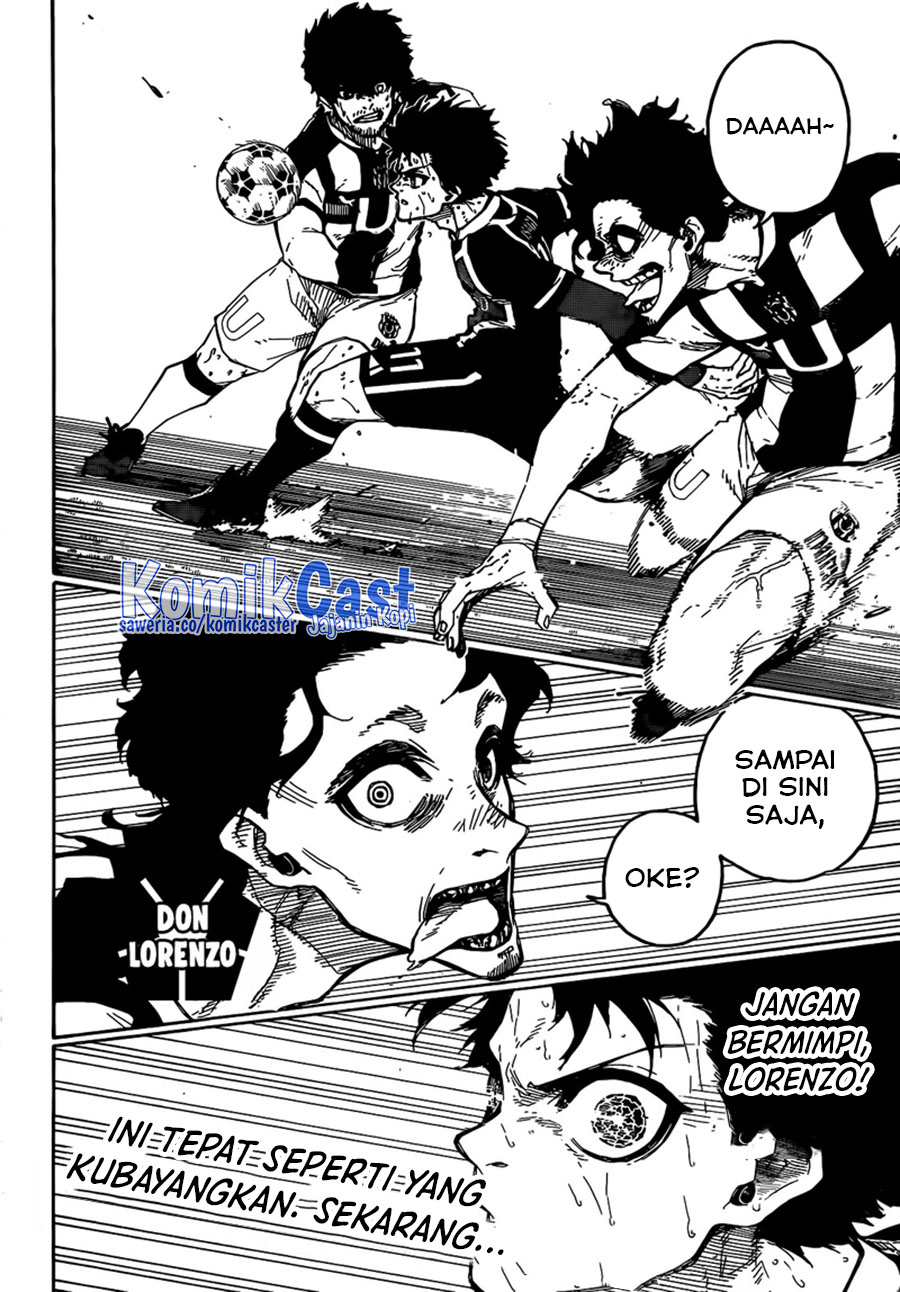 DAAAAH~
U
U
13
U
U
KomikCast
saweria.co/komikcaster Jajanin Kopi
SAMPAI
DI SINI
SAJA,
OKE?
DON
LORENZO
JANGAN
BERMIMPI,
LORENZO!
INI TEPAT SEPERTI YANG
KUBAYANGKAN. SEKARANG...